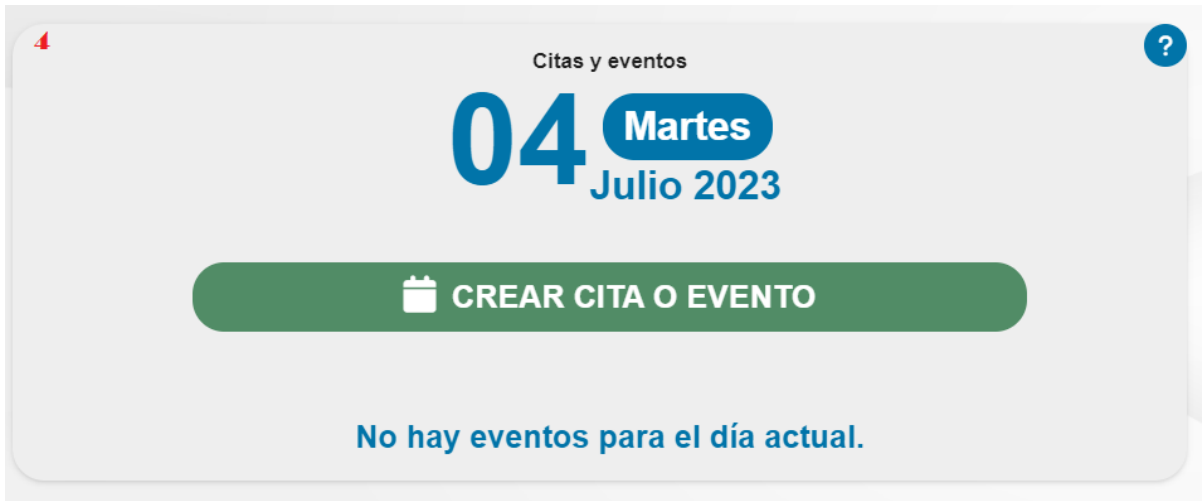 4
?
Citas y eventos
04 Martes
Julio 2023
CREAR CITA O EVENTO
No hay eventos para el día actual.